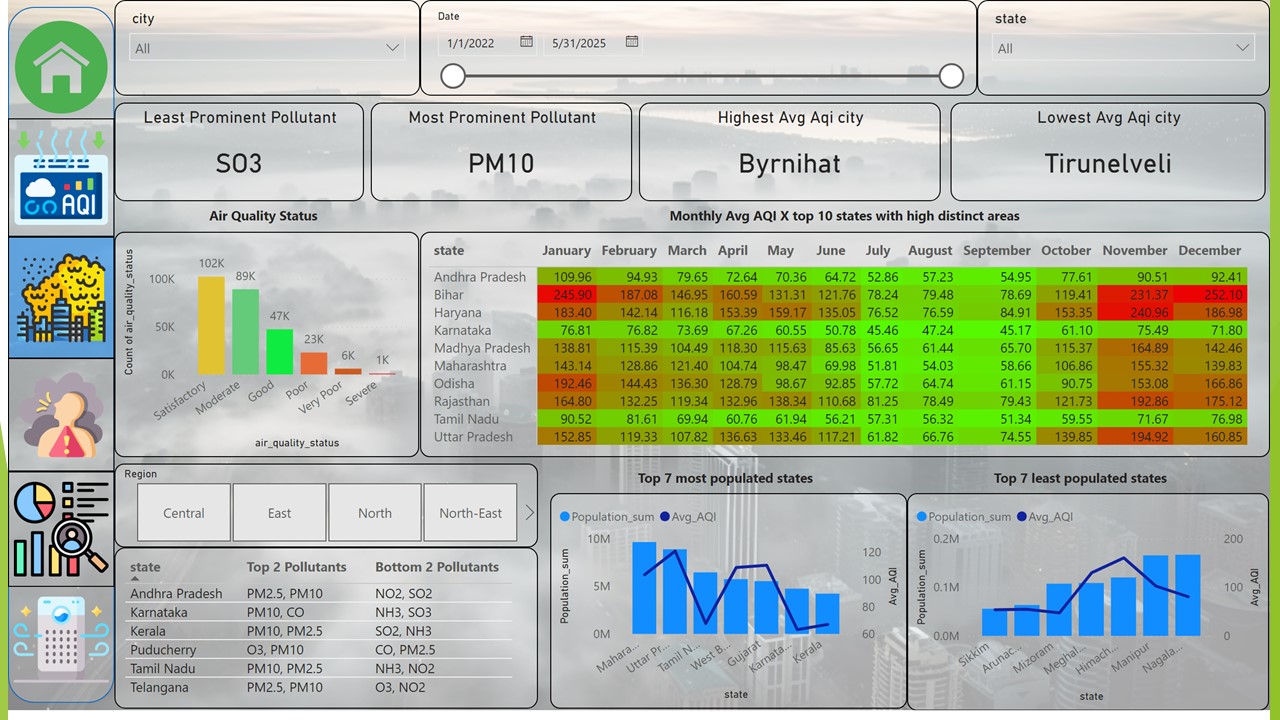 city
All
Date
1/1/2022 5/31/2025
state
All
AQI
Least Prominent Pollutant
SO3
Most Prominent Pollutant
PM10
Highest Avg Aqi city
Byrnihat
Lowest Avg Aqi city
Tirunelveli
Air Quality Status
Count of air_quality_status
100K
50K
0K
102K
89K
47K
23K
6K
1K
Satisfactory
Moderate
Good
Poor
Very Poor
Severe
air_quality_status
Monthly Avg AQI X top 10 states with high distinct areas
state January February March April May June July August September October November December
Andhra Pradesh 109.96 94.93 79.65 72.64 70.36 64.72 52.86 57.23 54.95 77.61 90.51 92.41
Bihar 245.90 187.08 146.95 160.59 131.31 121.76 78.24 79.48 78.69 119.41 231.37 252.10
Haryana 183.40 142.14 116.18 153.39 159.17 135.05 76.52 76.59 84.91 153.35 240.96 186.98
Karnataka 76.81 76.82 73.69 67.26 60.55 50.78 45.46 47.24 45.17 61.10 75.49 71.80
Madhya Pradesh 138.81 115.39 104.49 118.30 115.63 85.63 56.65 61.44 65.70 115.37 164.89 142.46
Maharashtra 143.14 128.86 121.40 104.74 98.47 69.98 51.81 54.03 58.66 106.86 155.32 139.83
Odisha 192.46 144.43 136.30 128.79 98.67 92.85 57.72 64.74 61.15 90.75 153.08 166.86
Rajasthan 164.80 132.25 119.34 132.96 138.34 110.68 81.25 78.49 79.43 121.73 192.86 175.12
Tamil Nadu 90.52 81.61 69.94 60.76 61.94 56.21 57.31 56.32 51.34 59.55 71.67 76.98
Uttar Pradesh 152.85 119.33 107.82 136.63 133.46 117.21 61.82 66.76 74.55 139.85 194.92 160.85
Region
Central East North North-East
state Top 2 Pollutants Bottom 2 Pollutants
Andhra Pradesh PM2.5, PM10 NO2, SO2
Karnataka PM10, CO NH3, SO3
Kerala PM10, PM2.5 SO2, NH3
Puducherry O3, PM10 CO, PM2.5
Tamil Nadu PM10, PM2.5 NH3, NO2
Telangana PM2.5, PM10 O3, NO2
Top 7 most populated states
Population_sum Avg_AQI
Population_sum
10M
5M
0M
120
100
80
60
Avg_AQI
Mahara...
Uttar Pr...
Tamil N...
West B...
Gujarat
Karnata...
Kerala
state
Top 7 least populated states
Population_sum Avg_AQI
Population_sum
0.2M
0.1M
0.0M
200
100
0
Avg_AQI
Sikkim
Arunac...
Mizoram
Meghal...
Himach...
Manipur
Nagala...
state